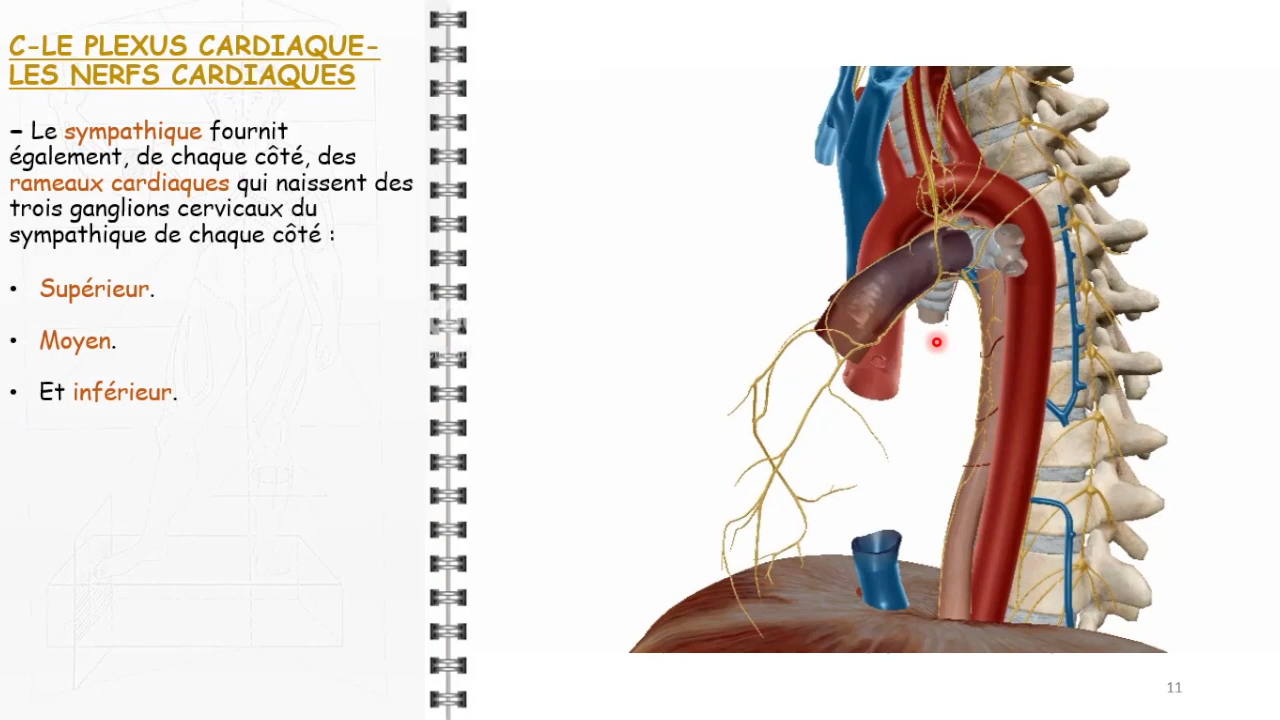 C-LE PLEXUS CARDIAQUE-
LES NERFS CARDIAQUES
– Le sympathique fournit
également, de chaque côté, des
rameaux cardiaques qui naissent des
trois ganglions cervicaux du
sympathique de chaque côté :
• Supérieur.
• Moyen.
• Et inférieur.
11